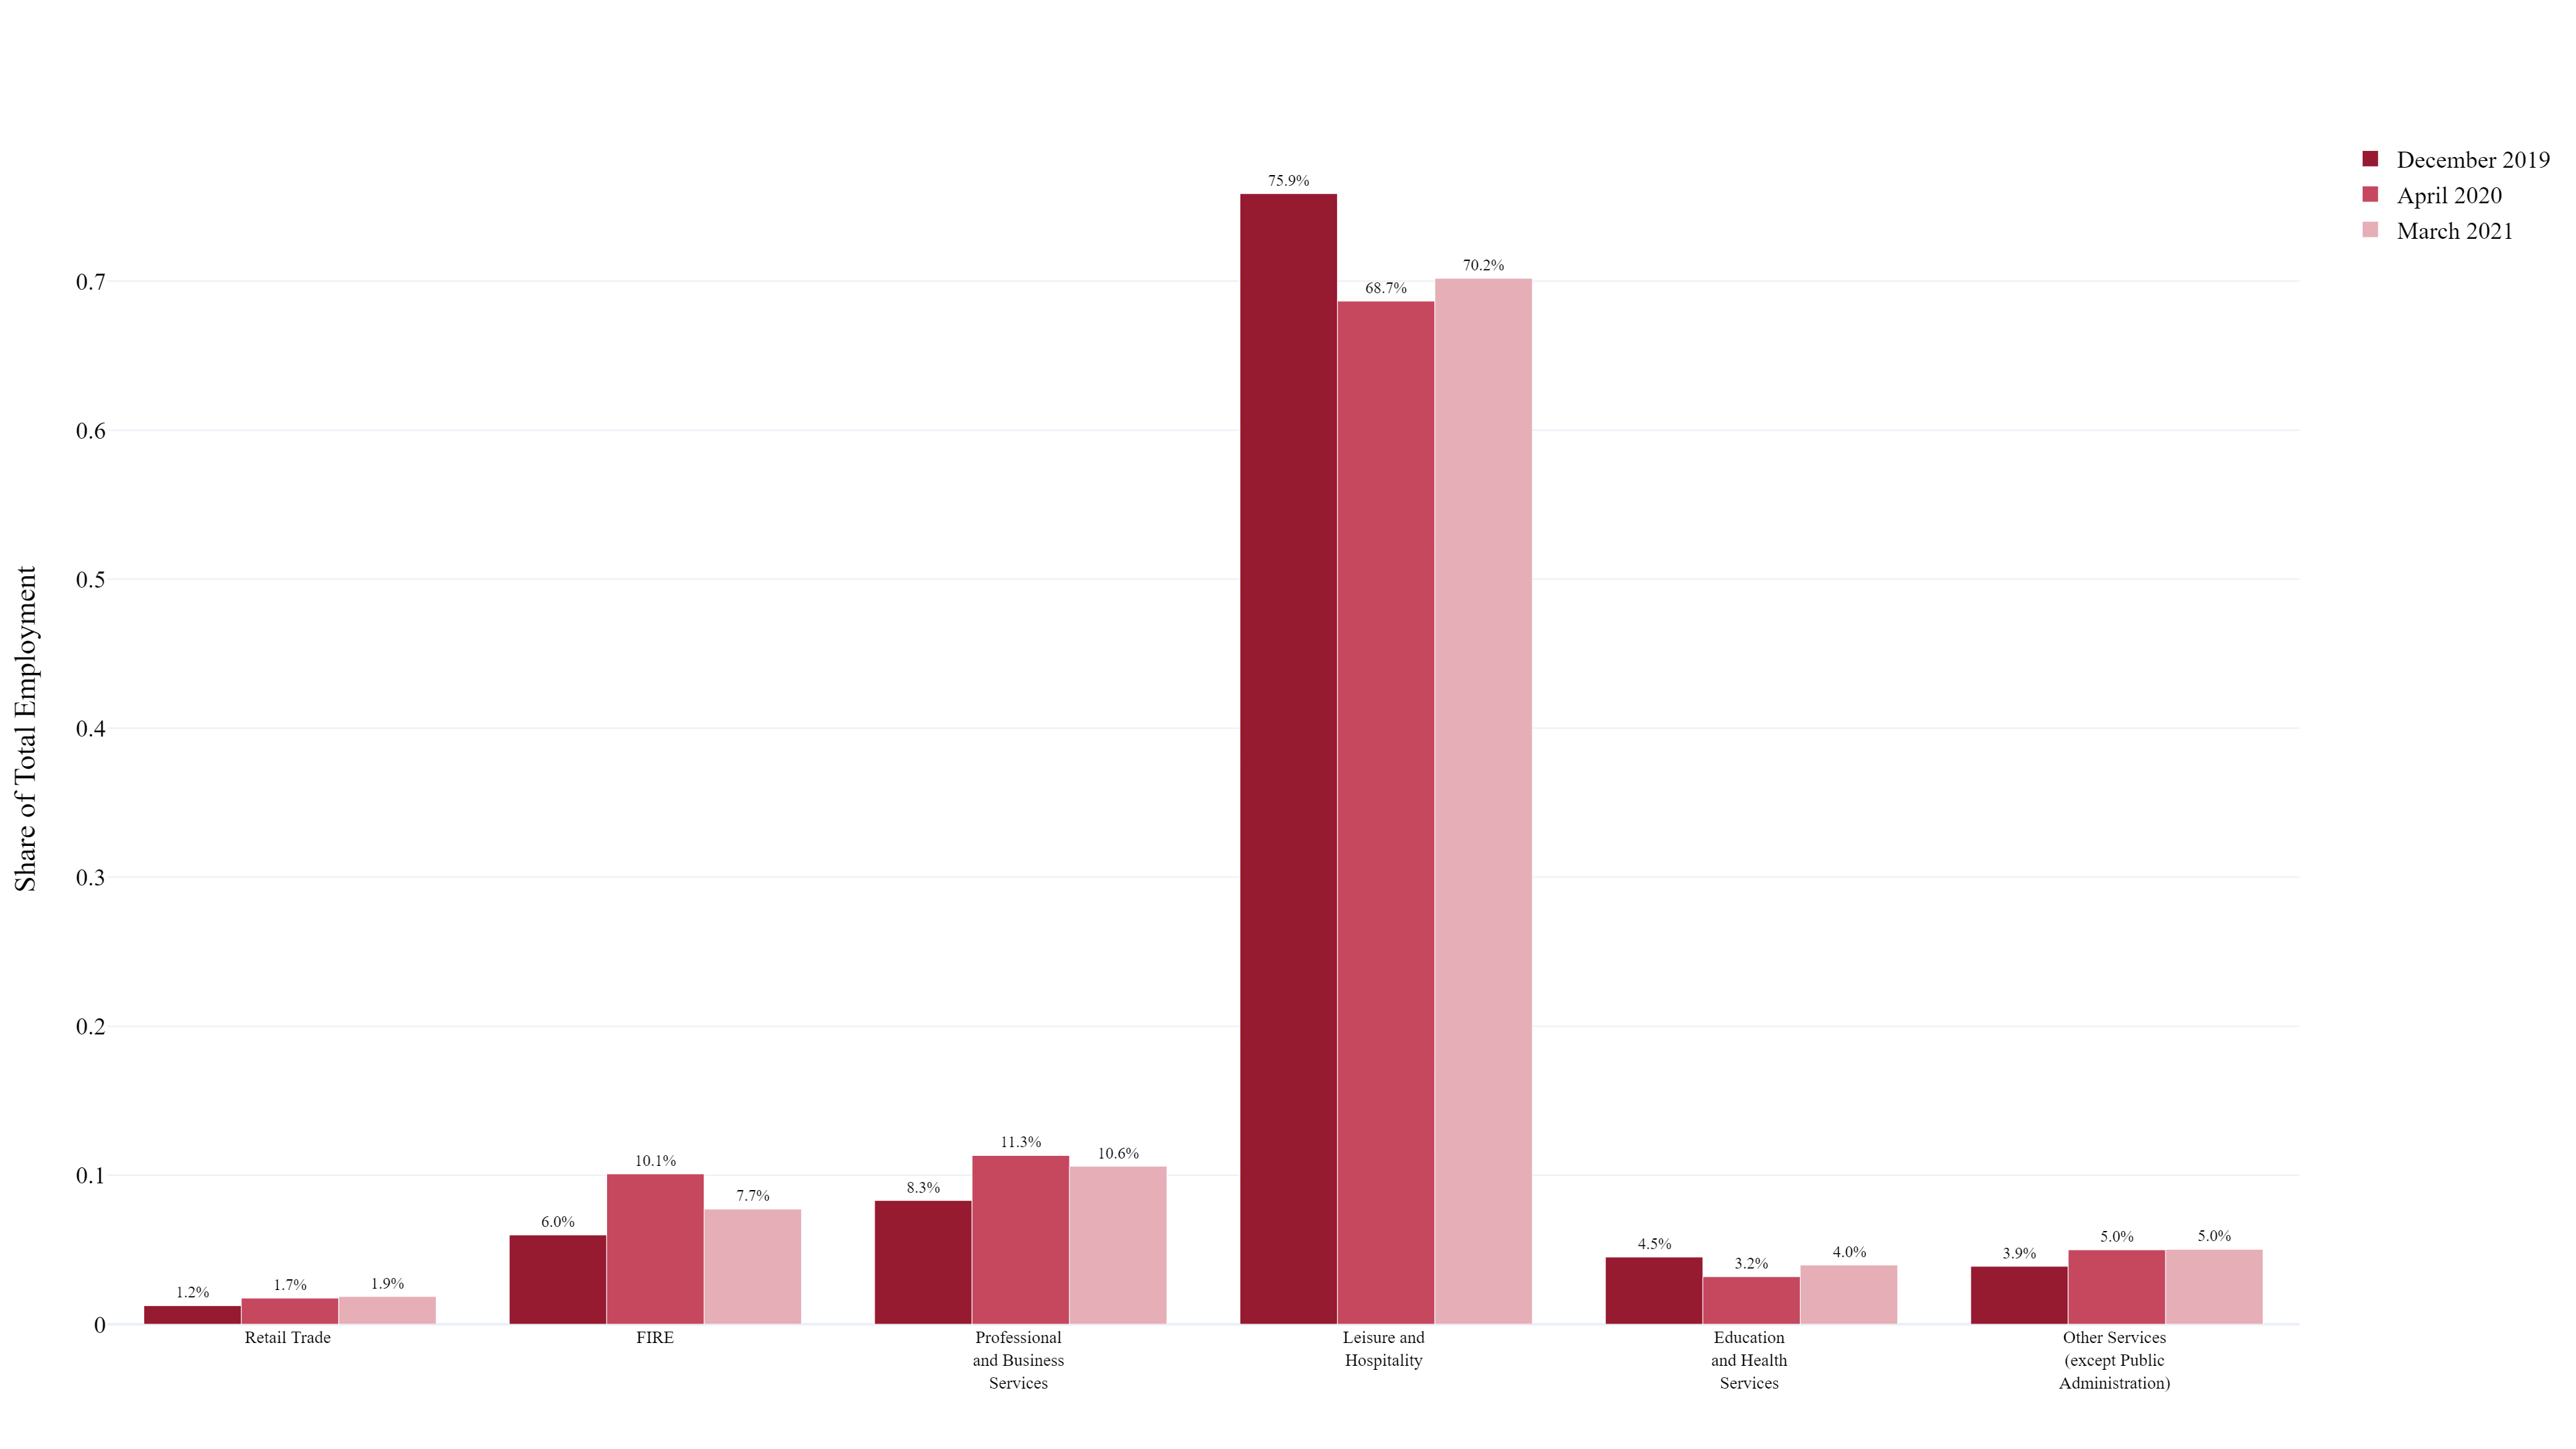 December 2019
April 2020
March 2021
Share of Total Employment
0.7
0.6
0.5
0.4
0.3
0.2
0.1
0
1.2%
1.7%
1.9%
6.0%
10.1%
7.7%
8.3%
11.3%
10.6%
75.9%
68.7%
70.2%
4.5%
3.2%
4.0%
3.9%
5.0%
5.0%
Retail Trade
FIRE
Professional
and Business
Services
Leisure and
Hospitality
Education
and Health
Services
Other Services
(except Public
Administration)